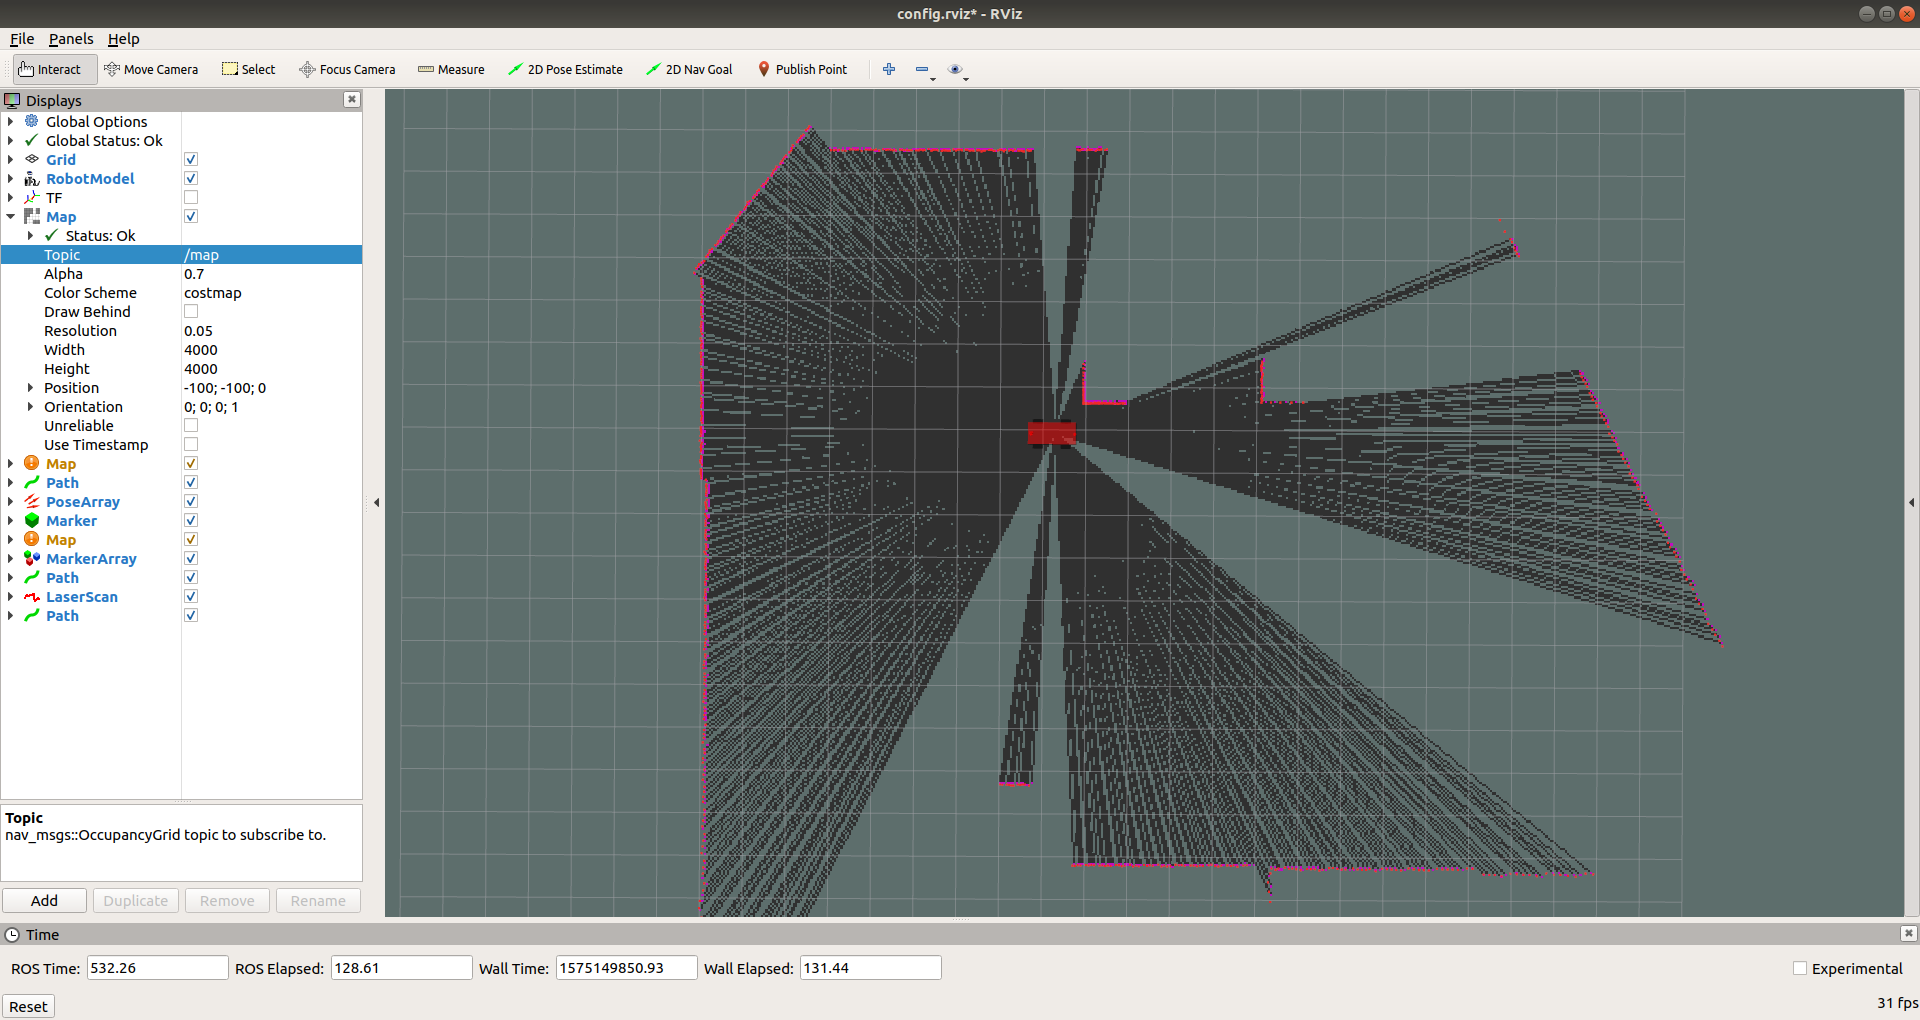 config.rviz* - RViz
File Panels Help
Interact Move Camera Select Focus Camera Measure 2D Pose Estimate 2D Nav Goal Publish Point
Displays
Global Options
Global Status: Ok
Grid
RobotModel
TF
Map
Status: Ok
Topic /map
Alpha 0.7
Color Scheme costmap
Draw Behind
Resolution 0.05
Width 4000
Height 4000
Position -100; -100; 0
Orientation 0; 0; 0; 1
Unreliable
Use Timestamp
Map
Path
PoseArray
Marker
Map
MarkerArray
Path
LaserScan
Path
Topic
nav_msgs::OccupancyGrid topic to subscribe to.
Add Duplicate Remove Rename
Time
ROS Time: 532.26 ROS Elapsed: 128.61 Wall Time: 1575149850.93 Wall Elapsed: 131.44 Experimental
Reset 31 fps